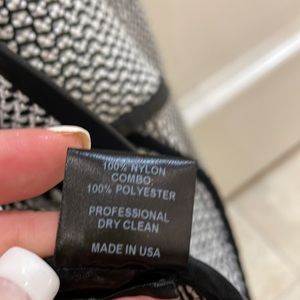 100% NYLON
COMBO
100% POLYESTER
PROFESSIONAL
DRY CLEAN
MADE IN USA